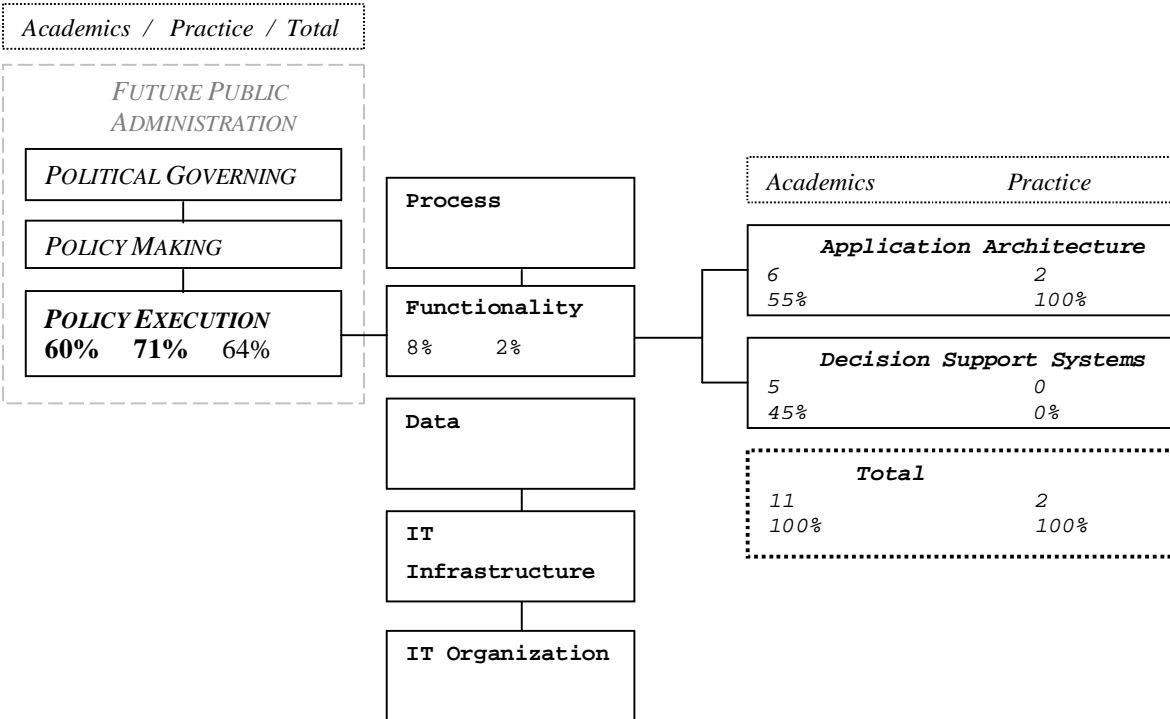 Academics / Practice / Total
FUTURE PUBLIC
ADMINISTRATION
POLITICAL GOVERNING
POLICY MAKING
POLICY EXECUTION
60% 71% 64%
Process
Functionality
8% 2%
Data
IT
Infrastructure
IT Organization
Academics Practice
Application Architecture
6 2
55% 100%
Decision Support Systems
5 0
45% 0%
Total
11 2
100% 100%